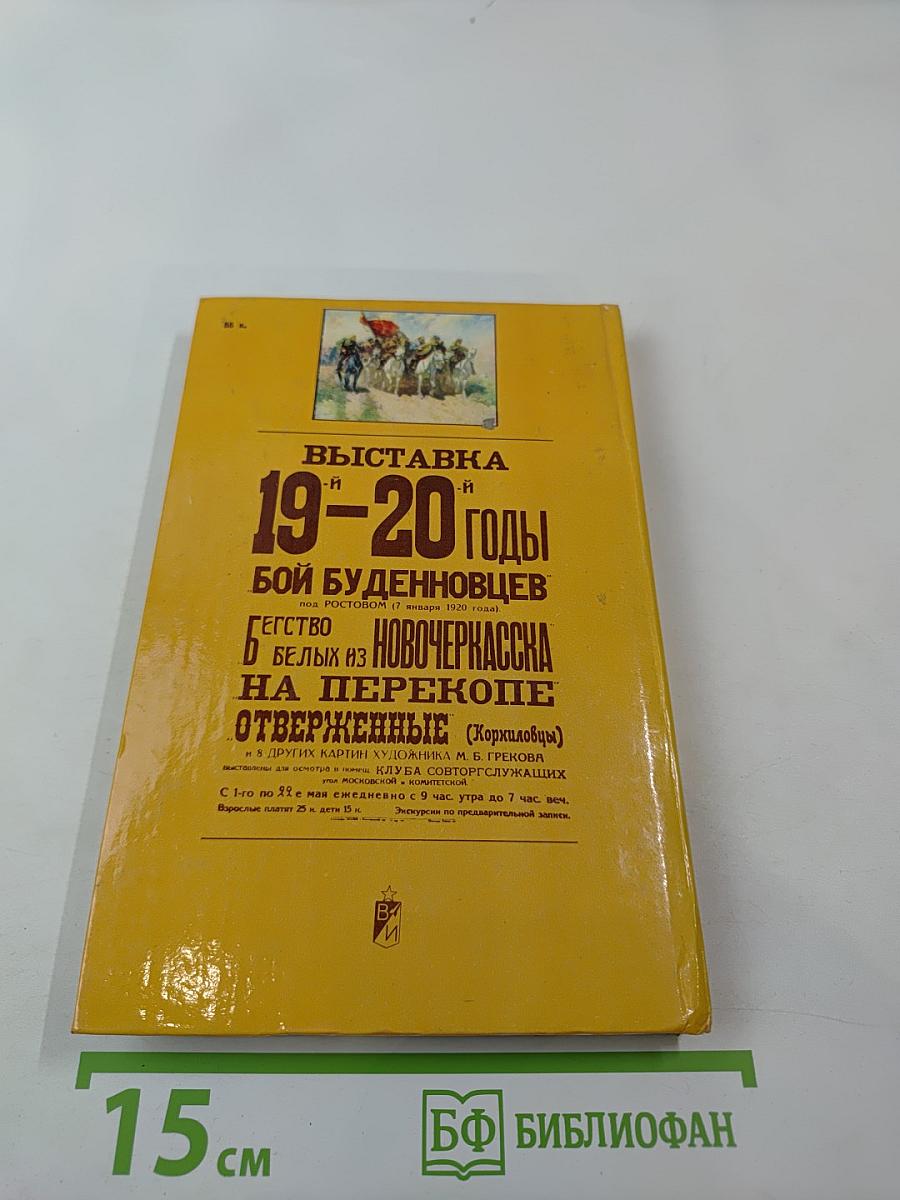 ВЫСТАВКА
19-й–20-й ГОДЫ
„БОЙ БУДЕННОВЦЕВ“
под РОСТОВОМ (7 января 1920 года).
„БЕГСТВО БЕЛЫХ ИЗ НОВОЧЕРКАССКА“
„НА ПЕРЕКОПЕ“
„ОТВЕРЖЕННЫЕ“ (Корниловцы)
и 8 ДРУГИХ КАРТИН ХУДОЖНИКА М. Б. ГРЕКОВА
выставлены для осмотра в помещ. КЛУБА СОВТОРГСЛУЖАЩИХ
угол МОСКОВСКОЙ и КОМИТЕТСКОЙ.
С 1-го по 22 е мая ежедневно с 9 час. утра до 7 час. веч.
Взрослые платят 25 к. дети 15 к. Экскурсии по предварительной записи.
В
И
15 см
БФ БИБЛИОФАН